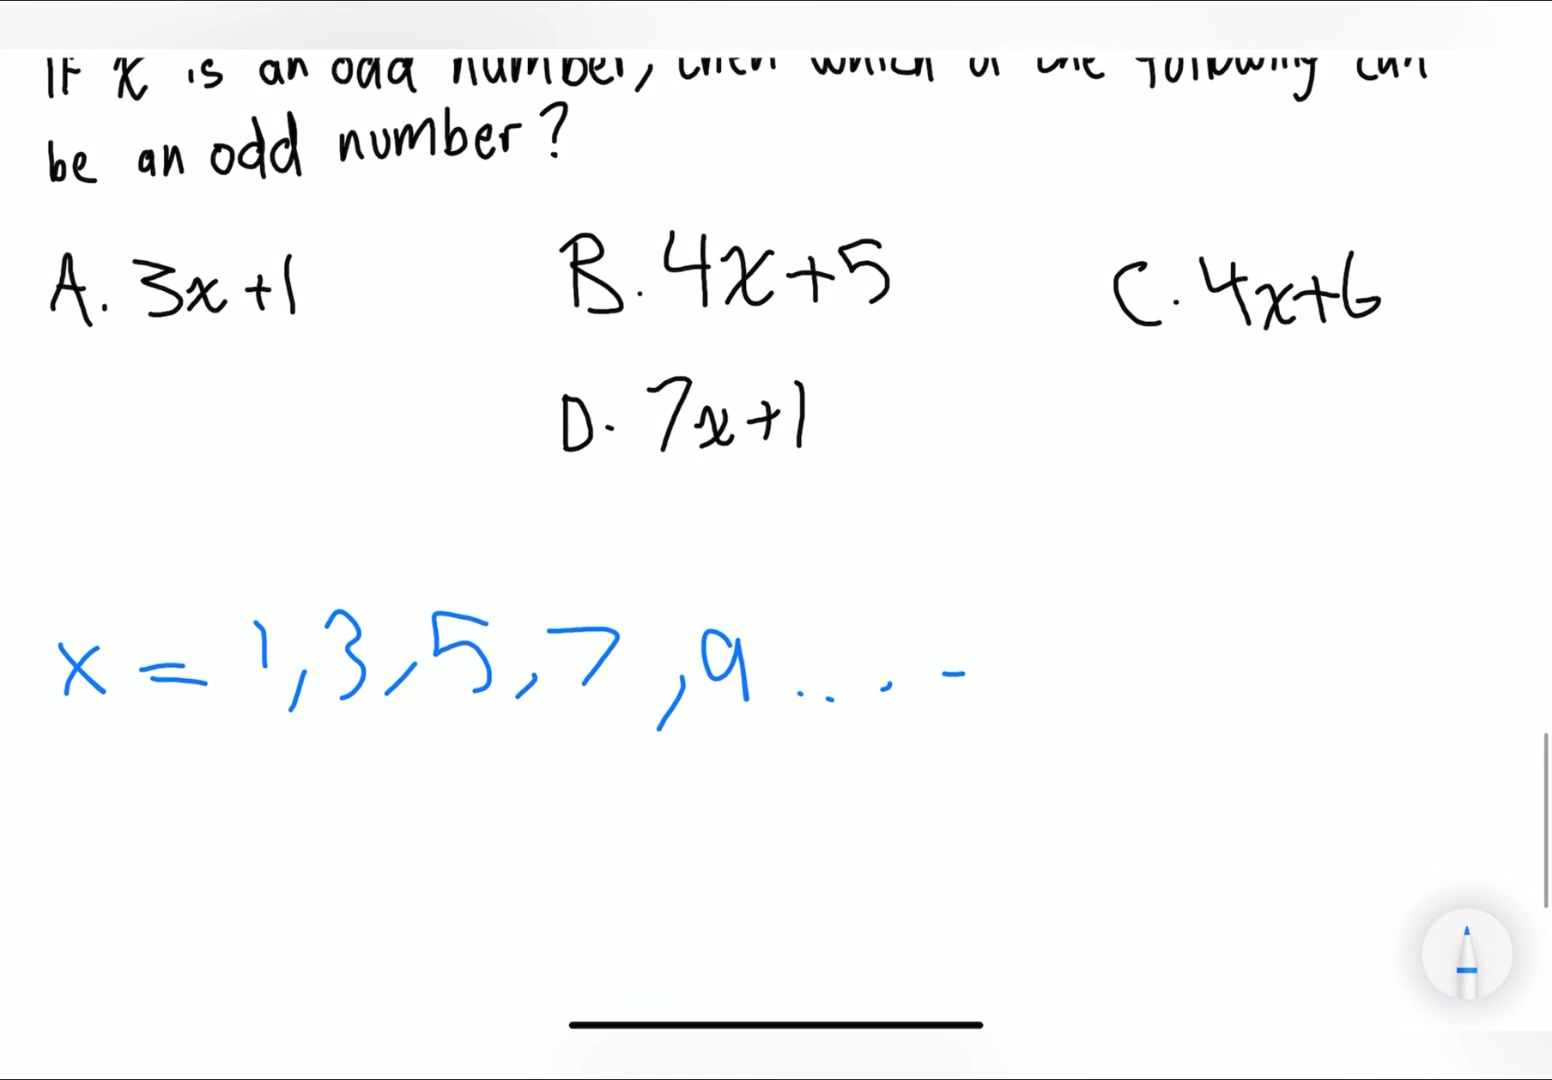 If x is an odd number, then which of the following can
be an odd number?
A. 3x+1 B. 4x+5 C. 4x+6
D. 7x+1
x = 1,3,5,7,9.... -